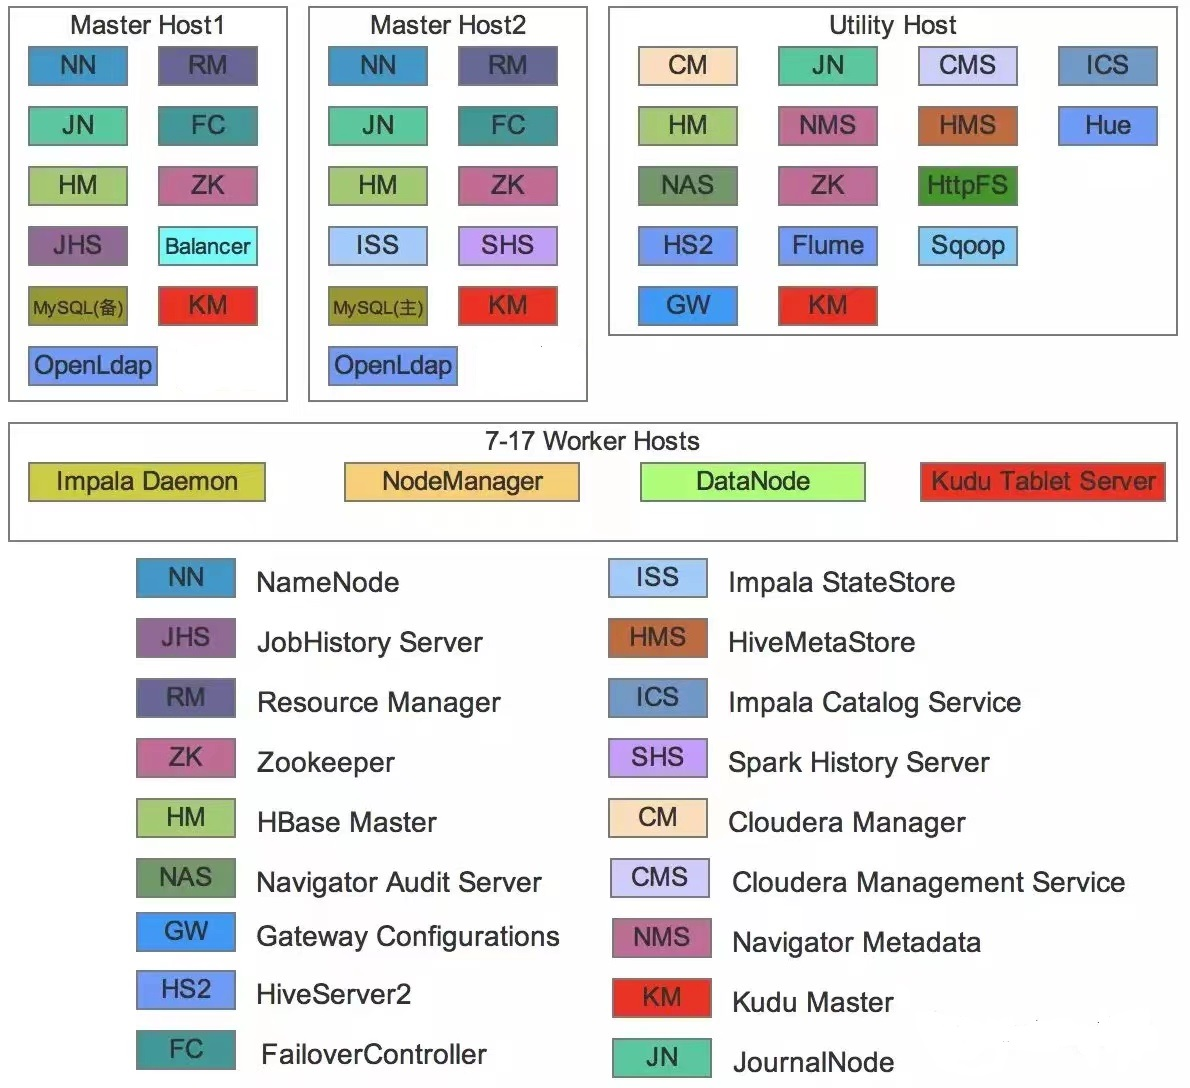 Master Host1
NN RM
JN FC
HM ZK
JHS Balancer
MySQL(备) KM
OpenLdap
Master Host2
NN RM
JN FC
HM ZK
ISS SHS
MySQL(主) KM
OpenLdap
Utility Host
CM JN CMS ICS
HM NMS HMS Hue
NAS ZK HttpFS
HS2 Flume Sqoop
GW KM
7-17 Worker Hosts
Impala Daemon NodeManager DataNode Kudu Tablet Server
NN NameNode
JHS JobHistory Server
RM Resource Manager
ZK Zookeeper
HM HBase Master
NAS Navigator Audit Server
GW Gateway Configurations
HS2 HiveServer2
FC FailoverController
ISS Impala StateStore
HMS HiveMetaStore
ICS Impala Catalog Service
SHS Spark History Server
CM Cloudera Manager
CMS Cloudera Management Service
NMS Navigator Metadata
KM Kudu Master
JN JournalNode